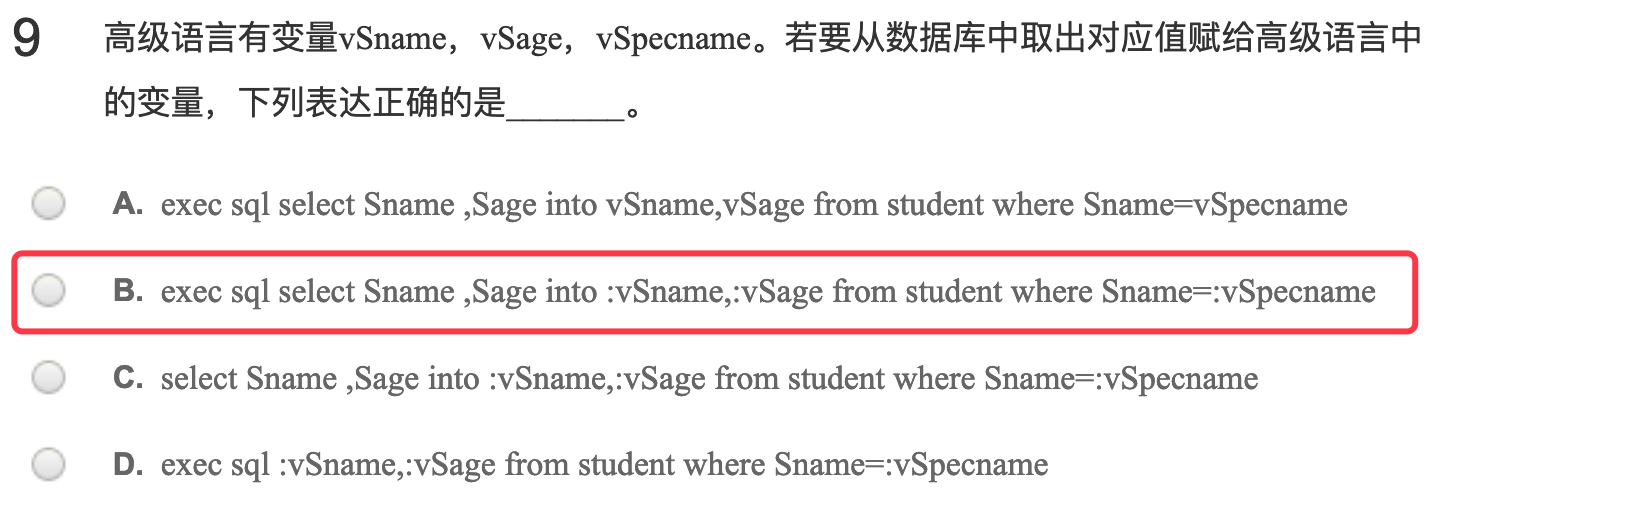 9 高级语言有变量vSname，vSage，vSpecname。若要从数据库中取出对应值赋给高级语言中
的变量，下列表达正确的是_______。
A. exec sql select Sname ,Sage into vSname,vSage from student where Sname=vSpecname
B. exec sql select Sname ,Sage into :vSname,:vSage from student where Sname=:vSpecname
C. select Sname ,Sage into :vSname,:vSage from student where Sname=:vSpecname
D. exec sql :vSname,:vSage from student where Sname=:vSpecname